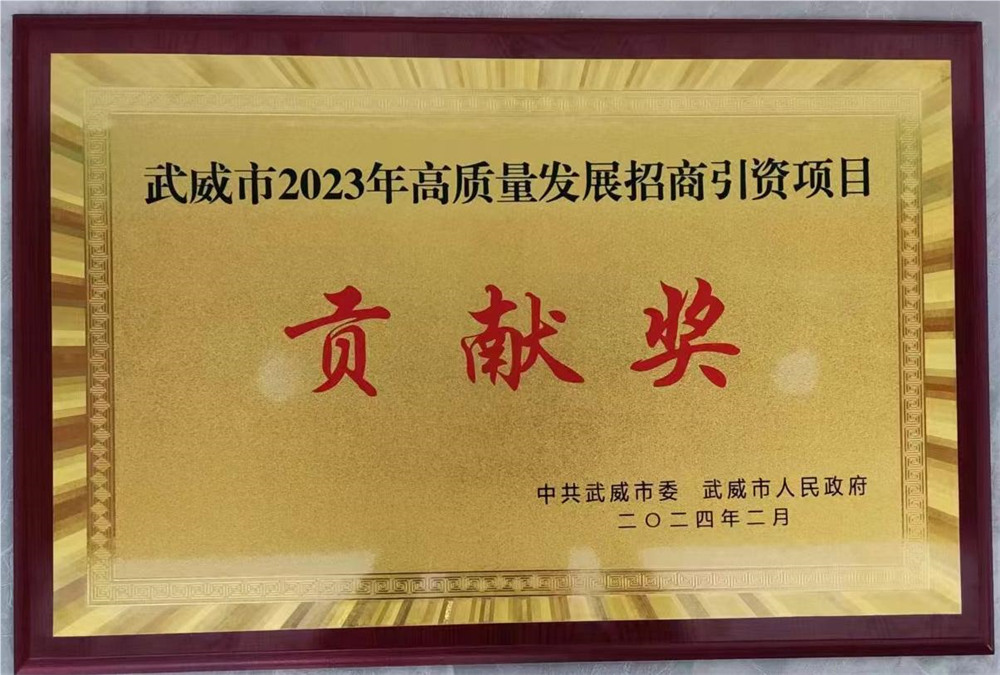 武威市2023年高质量发展招商引资项目
贡献奖
中共武威市委 武威市人民政府
二〇二四年二月